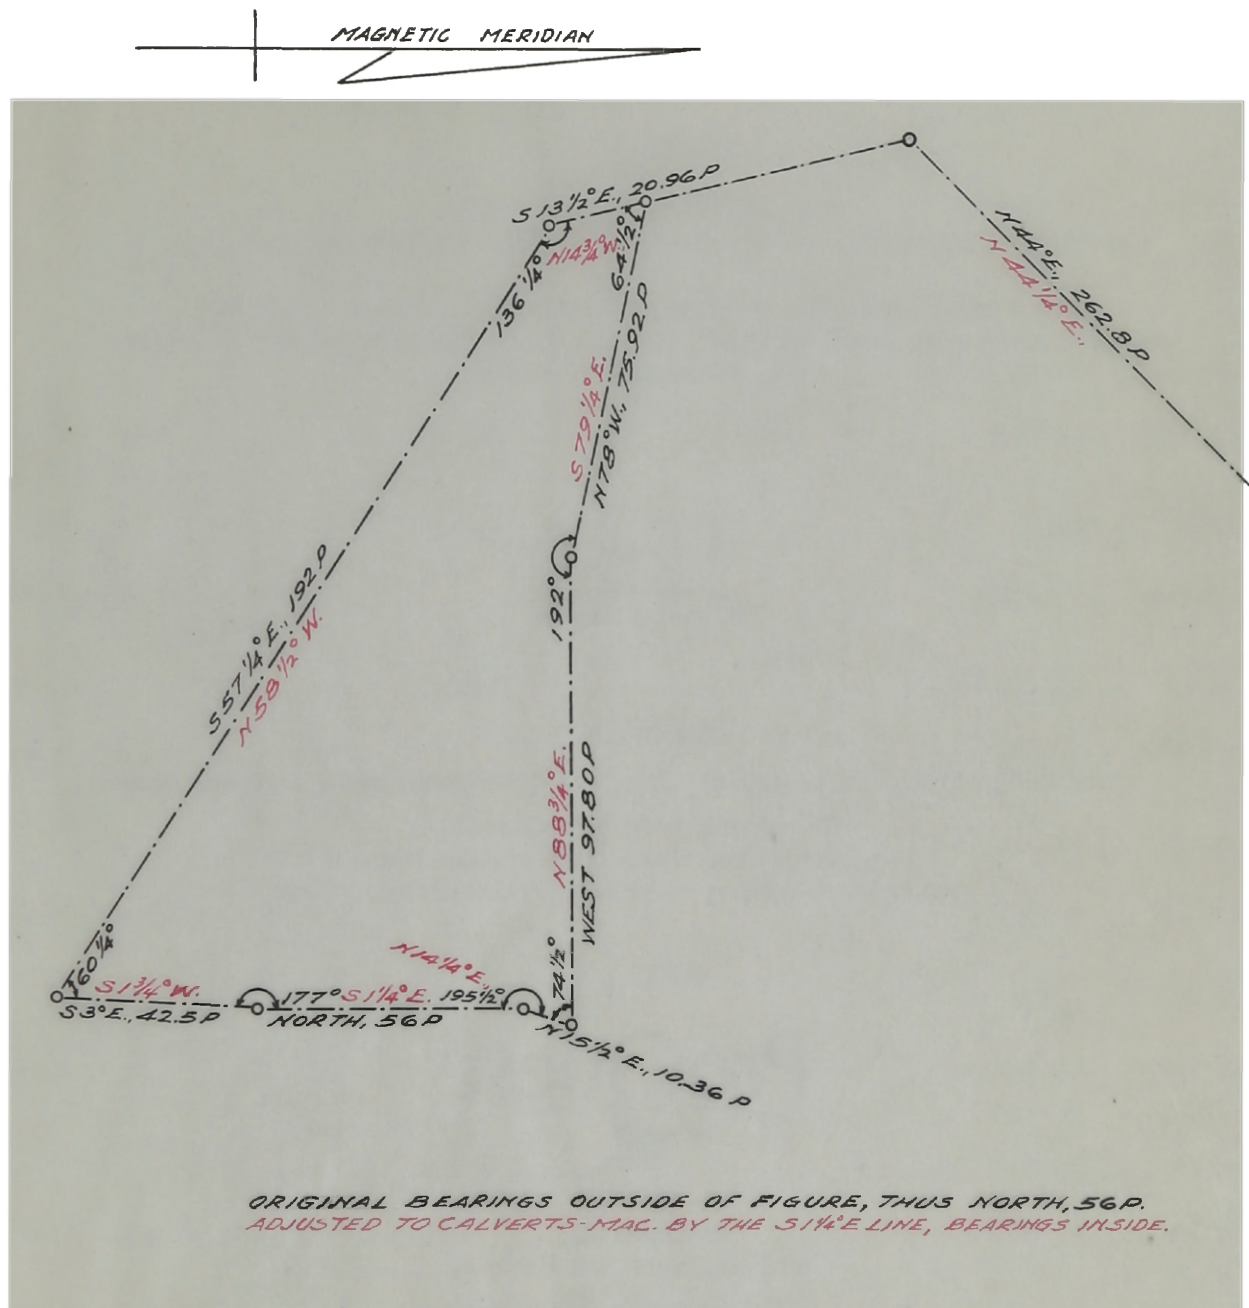 MAGNETIC MERIDIAN
S 13½° E., 20.96 P
N 14¾° W.
136¼°
64½°
N 44° E., 262.8 P
N 44¼° E.,
S 79¼° E.
N 78° W., 75.92 P
192°
S 57¼° E., 192 P
N 58½° W.
N 88¾° E.
WEST 97.80 P
60¼°
S 1¾° W.
S 3° E., 42.5 P
177°
S 1¼° E.
195½°
N 14¼° E.,
74½°
NORTH, 56 P
N 15½° E., 10.36 P
ORIGINAL BEARINGS OUTSIDE OF FIGURE, THUS NORTH, 56 P.
ADJUSTED TO CALVERTS-MAC. BY THE S 1¼° E LINE, BEARINGS INSIDE.